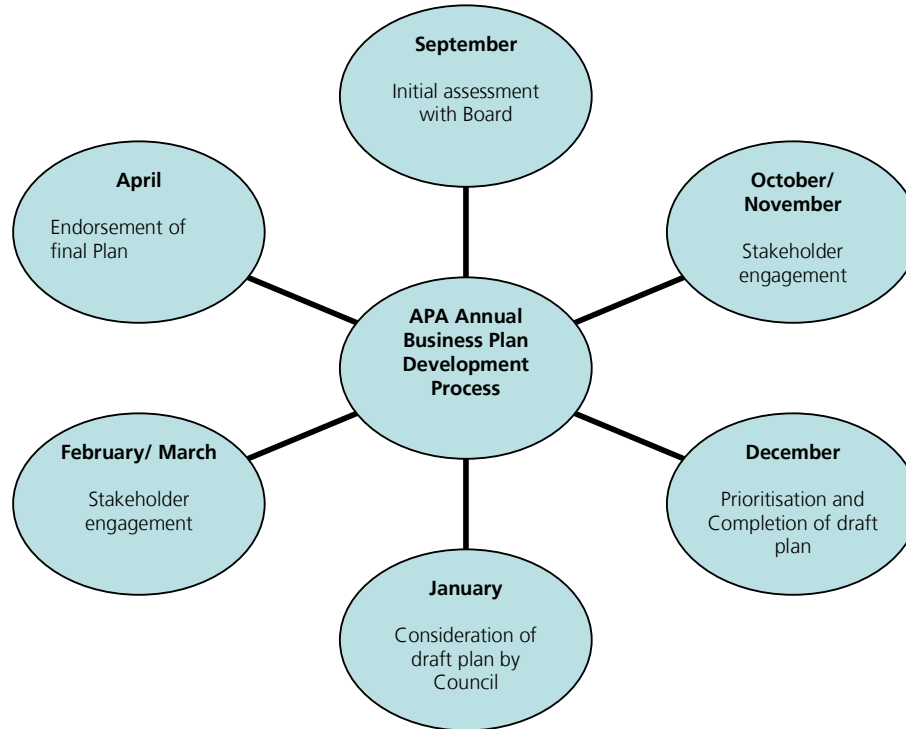 September
Initial assessment
with Board
October/
November
Stakeholder
engagement
December
Prioritisation and
Completion of draft
plan
January
Consideration of
draft plan by
Council
February/ March
Stakeholder
engagement
April
Endorsement of
final Plan
APA Annual
Business Plan
Development
Process